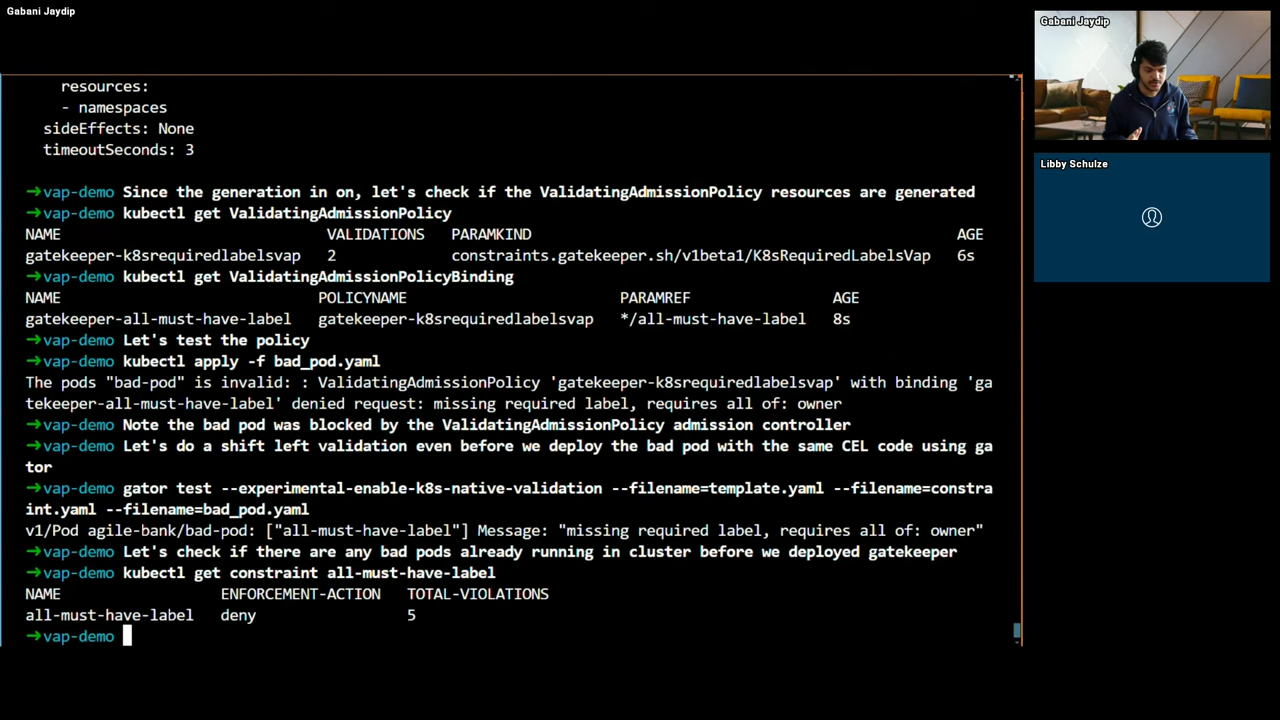 Gabani Jaydip
Gabani Jaydip
Libby Schulze
resources:
- namespaces
sideEffects: None
timeoutSeconds: 3
→vap-demo Since the generation in on, let's check if the ValidatingAdmissionPolicy resources are generated
→vap-demo kubectl get ValidatingAdmissionPolicy
NAME VALIDATIONS PARAMKIND AGE
gatekeeper-k8srequiredlabelsvap 2 constraints.gatekeeper.sh/v1beta1/K8sRequiredLabelsVap 6s
→vap-demo kubectl get ValidatingAdmissionPolicyBinding
NAME POLICYNAME PARAMREF AGE
gatekeeper-all-must-have-label gatekeeper-k8srequiredlabelsvap */all-must-have-label 8s
→vap-demo Let's test the policy
→vap-demo kubectl apply -f bad_pod.yaml
The pods "bad-pod" is invalid: : ValidatingAdmissionPolicy 'gatekeeper-k8srequiredlabelsvap' with binding 'ga
tekeeper-all-must-have-label' denied request: missing required label, requires all of: owner
→vap-demo Note the bad pod was blocked by the ValidatingAdmissionPolicy admission controller
→vap-demo Let's do a shift left validation even before we deploy the bad pod with the same CEL code using ga
tor
→vap-demo gator test --experimental-enable-k8s-native-validation --filename=template.yaml --filename=constra
int.yaml --filename=bad_pod.yaml
v1/Pod agile-bank/bad-pod: ["all-must-have-label"] Message: "missing required label, requires all of: owner"
→vap-demo Let's check if there are any bad pods already running in cluster before we deployed gatekeeper
→vap-demo kubectl get constraint all-must-have-label
NAME ENFORCEMENT-ACTION TOTAL-VIOLATIONS
all-must-have-label deny 5
→vap-demo